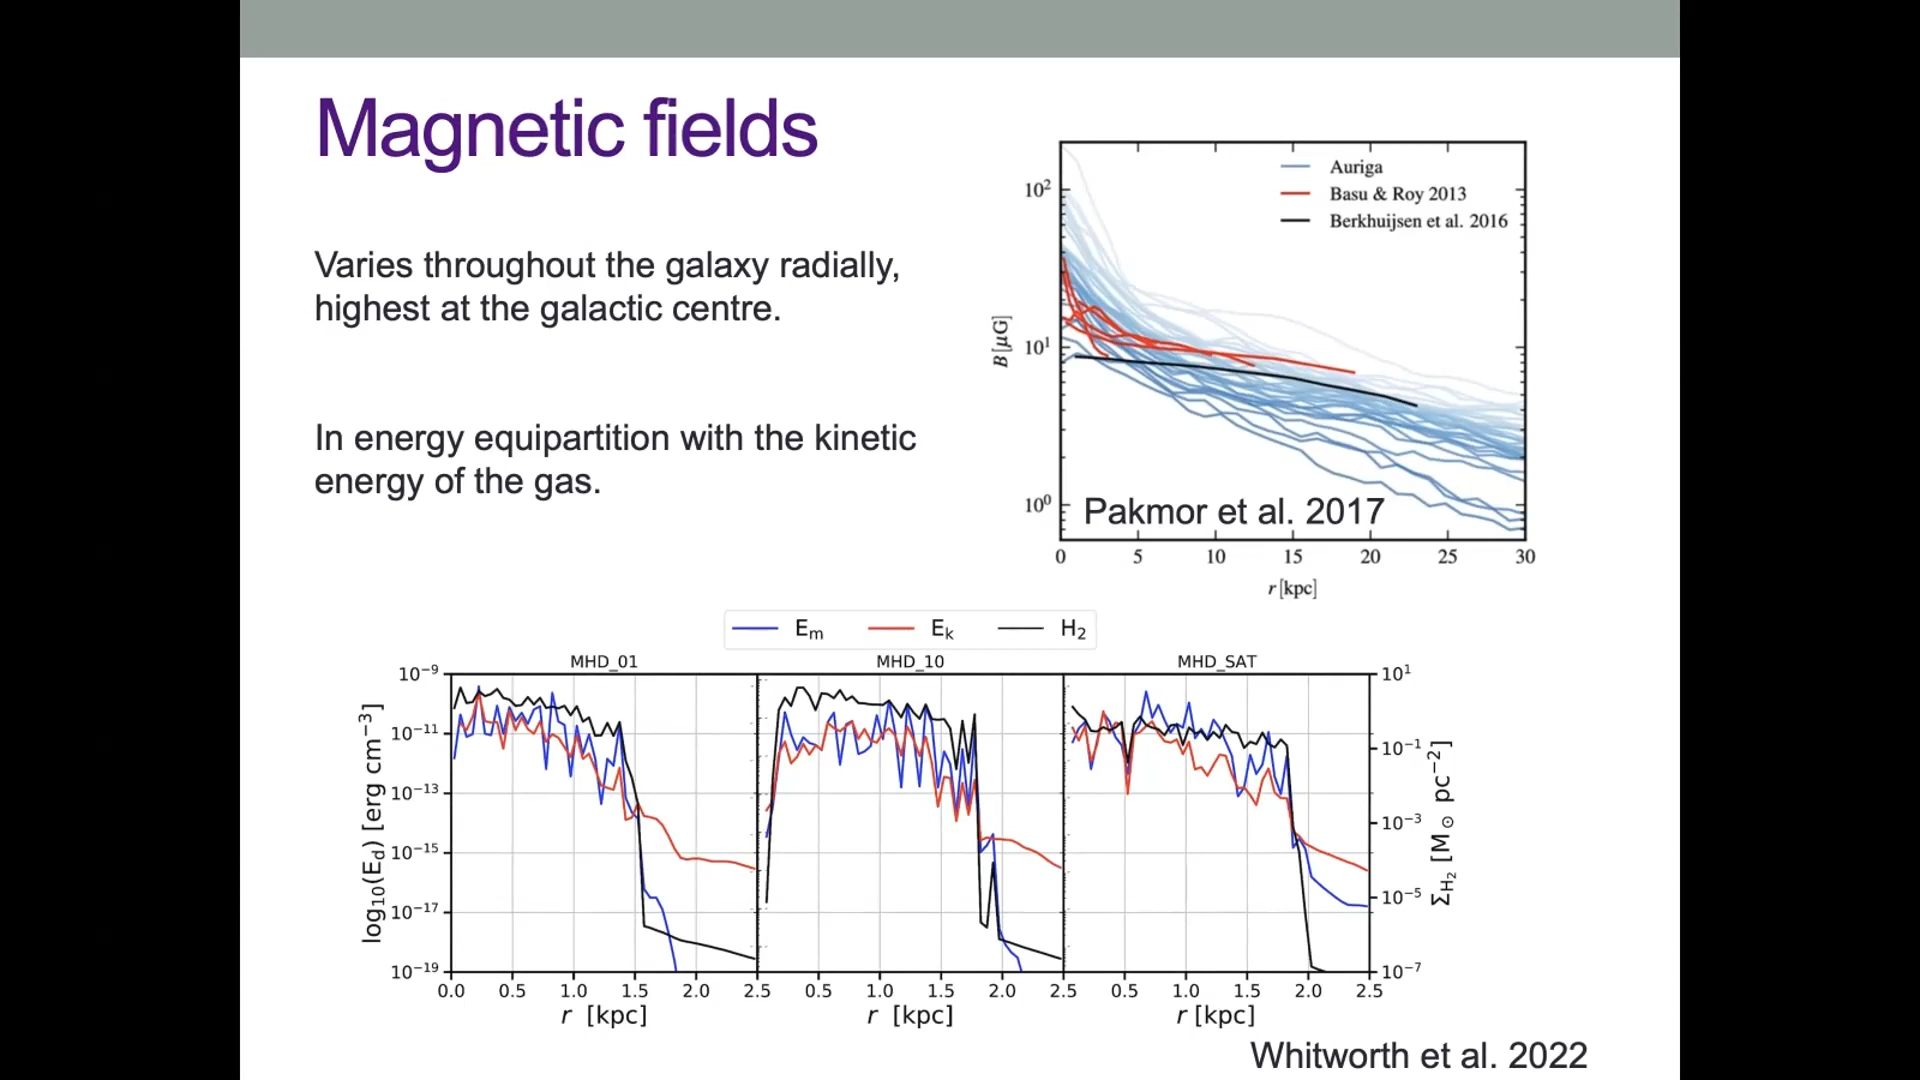 Magnetic fields
Varies throughout the galaxy radially,
highest at the galactic centre.
In energy equipartition with the kinetic
energy of the gas.
Auriga
Basu & Roy 2013
Berkhuijsen et al. 2016
B [μG]
10²
10¹
10⁰
Pakmor et al. 2017
0 5 10 15 20 25 30
r [kpc]
Eₘ Eₖ H₂
MHD_01 MHD_10 MHD_SAT
log₁₀(E_d) [erg cm⁻³]
10⁻⁹
10⁻¹¹
10⁻¹³
10⁻¹⁵
10⁻¹⁷
10⁻¹⁹
10¹
10⁻¹
10⁻³
10⁻⁵
10⁻⁷
Σ_H₂ [M⊙ pc⁻²]
0.0 0.5 1.0 1.5 2.0 2.5 0.5 1.0 1.5 2.0 2.5 0.5 1.0 1.5 2.0 2.5
r [kpc] r [kpc] r [kpc]
Whitworth et al. 2022